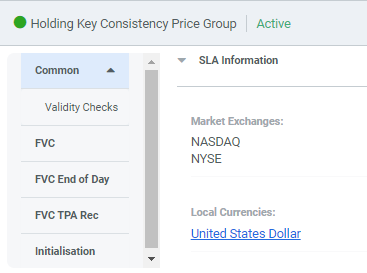 Holding Key Consistency Price Group | Active
Common
Validity Checks
FVC
FVC End of Day
FVC TPA Rec
Initialisation
SLA Information
Market Exchanges:
NASDAQ
NYSE
Local Currencies:
United States Dollar